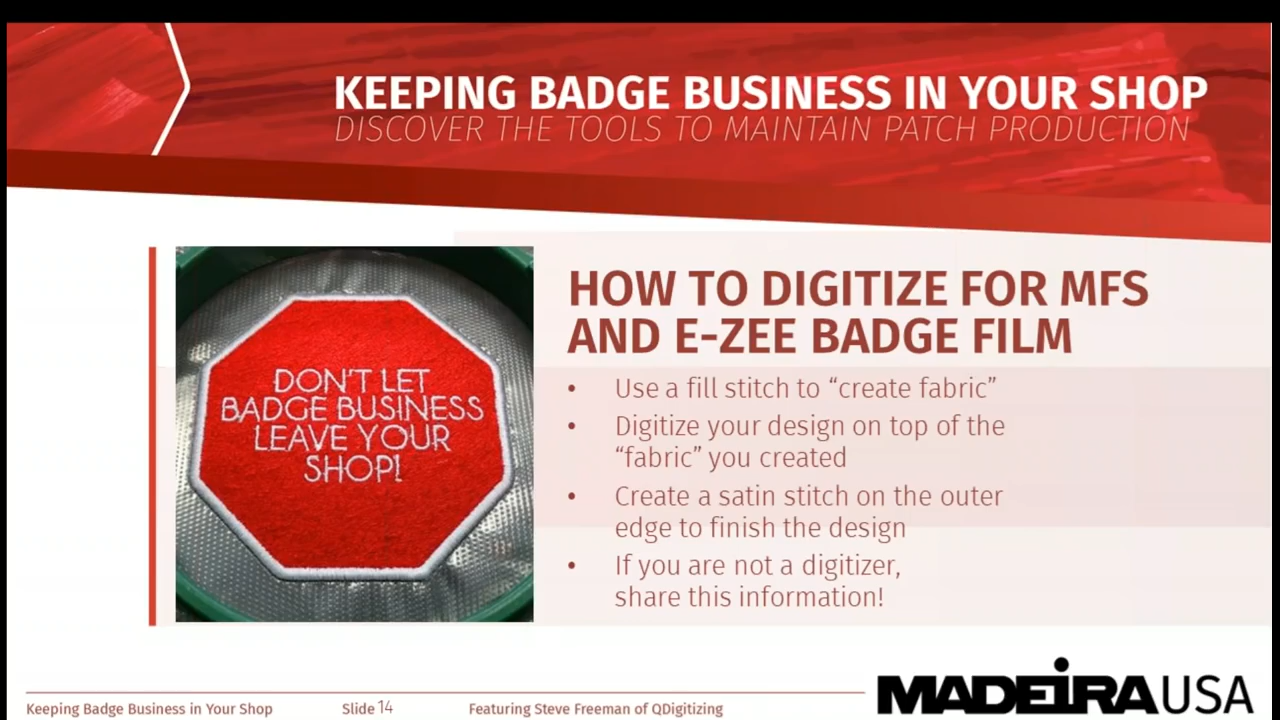 KEEPING BADGE BUSINESS IN YOUR SHOP
DISCOVER THE TOOLS TO MAINTAIN PATCH PRODUCTION
DON'T LET
BADGE BUSINESS
LEAVE YOUR
SHOP!
HOW TO DIGITIZE FOR MFS
AND E-ZEE BADGE FILM
• Use a fill stitch to “create fabric”
• Digitize your design on top of the
“fabric” you created
• Create a satin stitch on the outer
edge to finish the design
• If you are not a digitizer,
share this information!
Keeping Badge Business in Your Shop Slide 14 Featuring Steve Freeman of QDigitizing
MADEiRA USA